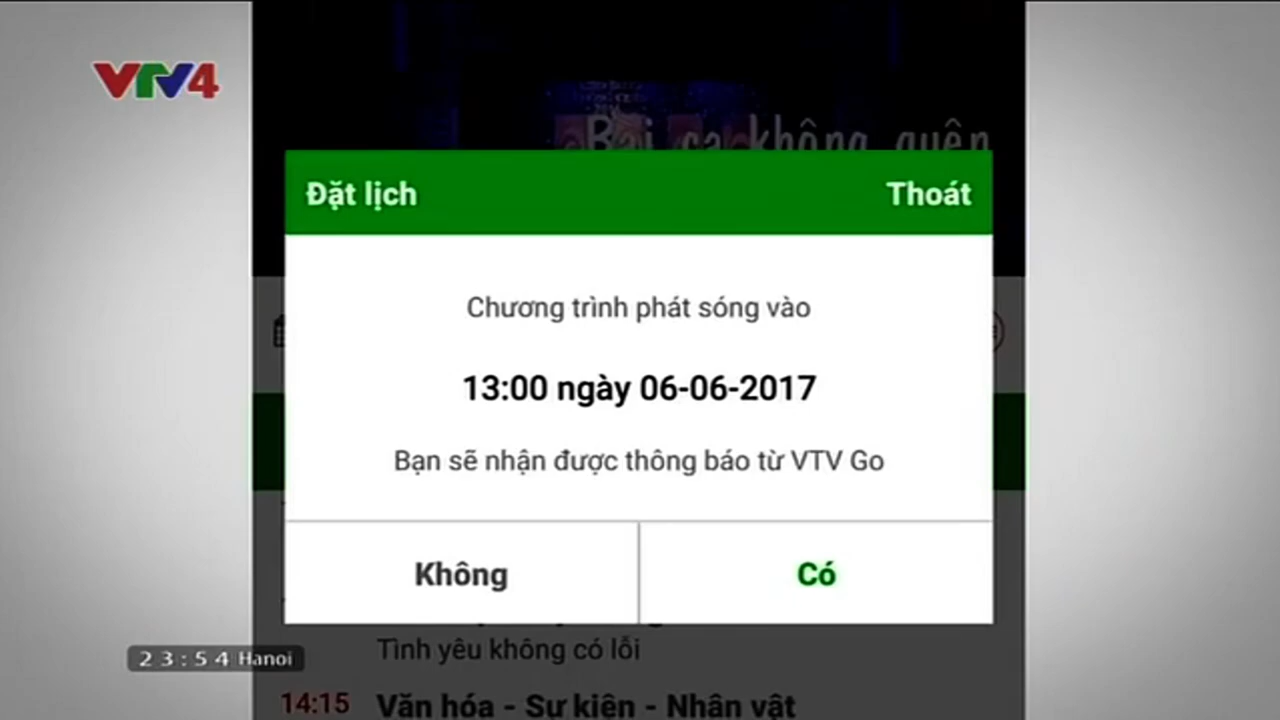 VTV4
Bài ca không quên
Đặt lịch
Thoát
Chương trình phát sóng vào
13:00 ngày 06-06-2017
Bạn sẽ nhận được thông báo từ VTV Go
Không
Có
Tình yêu không có lỗi
23:54 Hanoi
14:15 Văn hóa - Sự kiện - Nhân vật